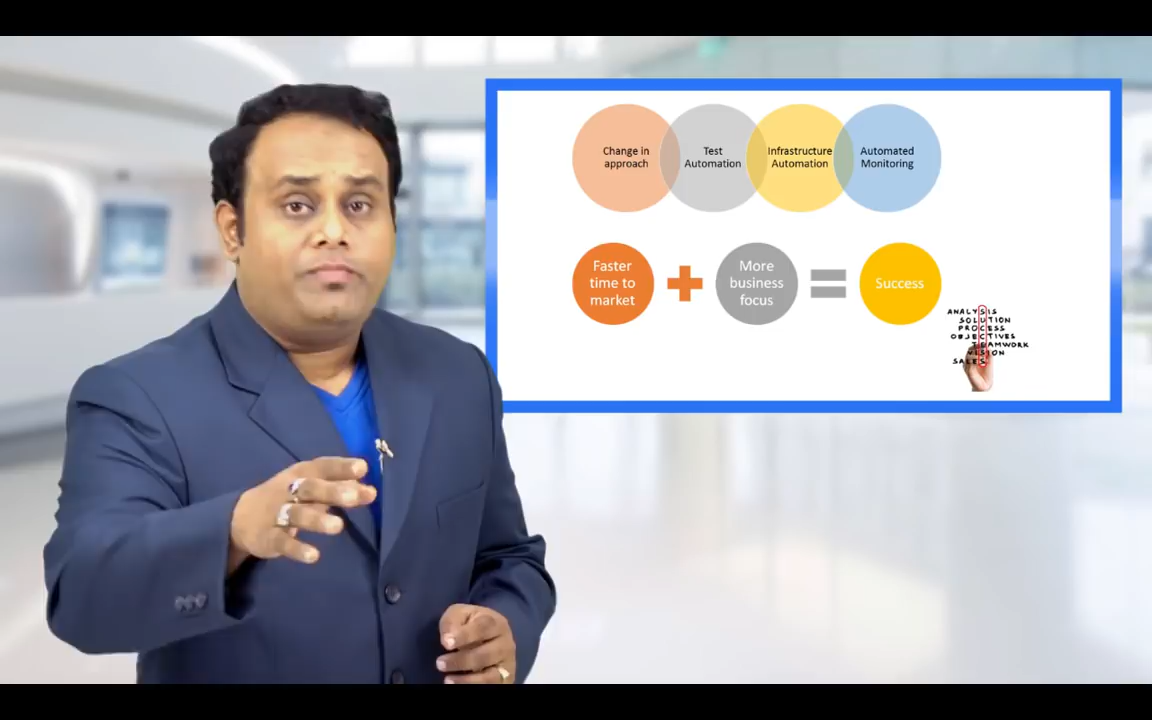 Change in
approach
Test
Automation
Infrastructure
Automation
Automated
Monitoring
Faster
time to
market
More
business
focus
Success
ANALYSIS
SOLUTION
PROCESS
OBJECTIVES
TEAMWORK
VISION
SALES